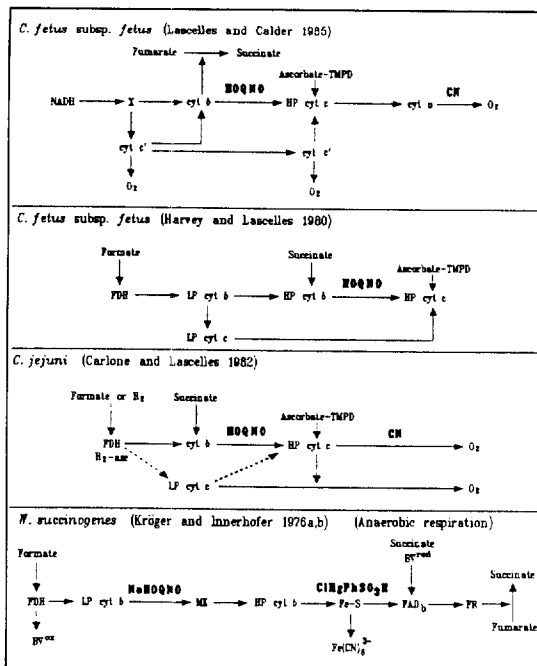 C. fetus subsp. fetus (Lascelles and Calder 1985)
Fumarate Succinate
Ascorbate-TMPD
HOQNO CN
NADH X cyt b HP cyt c cyt o O₂
cyt c' cyt c'
O₂ O₂
C. fetus subsp. fetus (Harvey and Lascelles 1980)
Formate Succinate Ascorbate-TMPD
HOQNO
FDH LP cyt b HP cyt b HP cyt c
LP cyt c
C. jejuni (Carlone and Lascelles 1982)
Formate or H₂ Succinate Ascorbate-TMPD
HOQNO CN
FDH cyt b HP cyt c O₂
H₂-ase
LP cyt c O₂
W. succinogenes (Kröger and Innerhofer 1976a,b) (Anaerobic respiration)
Succinate
BV^red
Formate Succinate
NaHOQNO ClHgPhSO₃H
FDH LP cyt b MK HP cyt b Fe-S FAD_b FR
BV^ox Fe(CN)₆³⁻ Fumarate